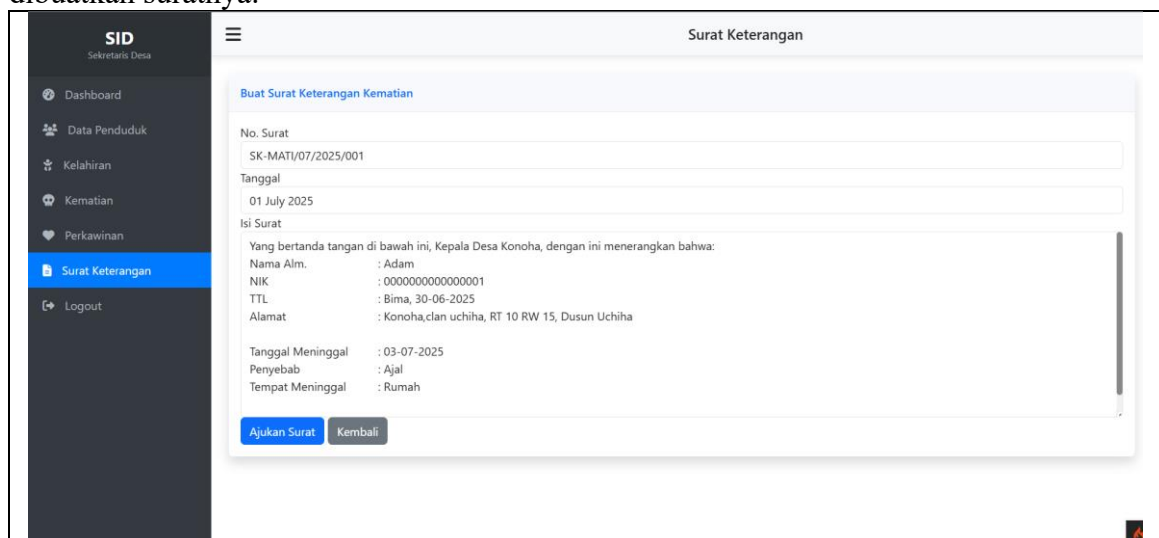 dibuatkan suratnya.
SID
Sekretaris Desa
Dashboard
Data Penduduk
Kelahiran
Kematian
Perkawinan
Surat Keterangan
Logout
Surat Keterangan
Buat Surat Keterangan Kematian
No. Surat
SK-MATI/07/2025/001
Tanggal
01 July 2025
Isi Surat
Yang bertanda tangan di bawah ini, Kepala Desa Konoha, dengan ini menerangkan bahwa:
Nama Alm. : Adam
NIK : 0000000000000001
TTL : Bima, 30-06-2025
Alamat : Konoha,clan uchiha, RT 10 RW 15, Dusun Uchiha
Tanggal Meninggal : 03-07-2025
Penyebab : Ajal
Tempat Meninggal : Rumah
Ajukan Surat Kembali